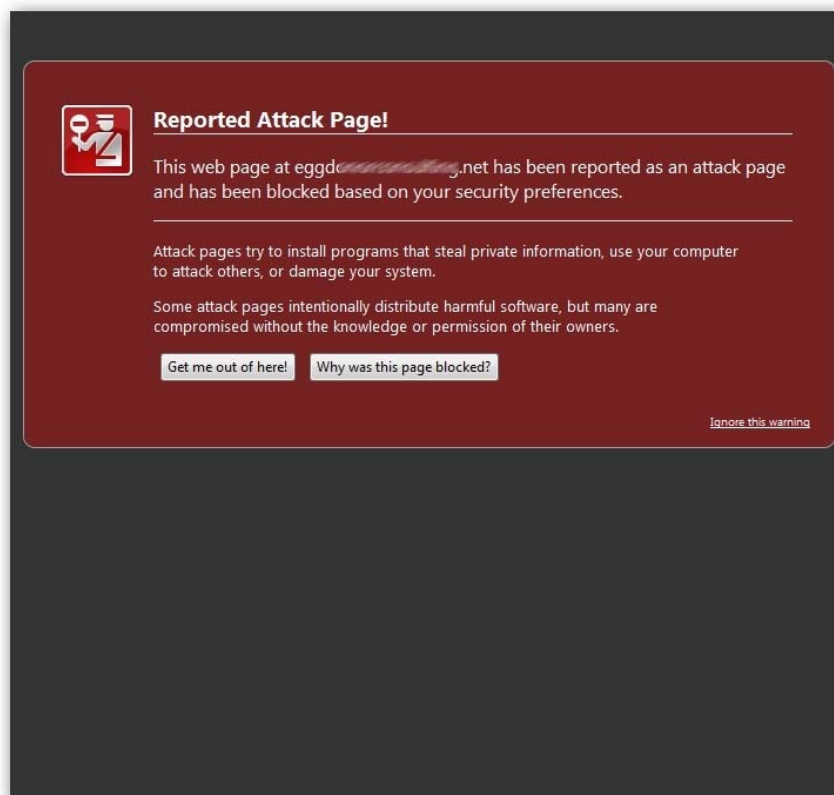 Reported Attack Page!
This web page at eggd .net has been reported as an attack page
and has been blocked based on your security preferences.
Attack pages try to install programs that steal private information, use your computer
to attack others, or damage your system.
Some attack pages intentionally distribute harmful software, but many are
compromised without the knowledge or permission of their owners.
Get me out of here! Why was this page blocked?
Ignore this warning